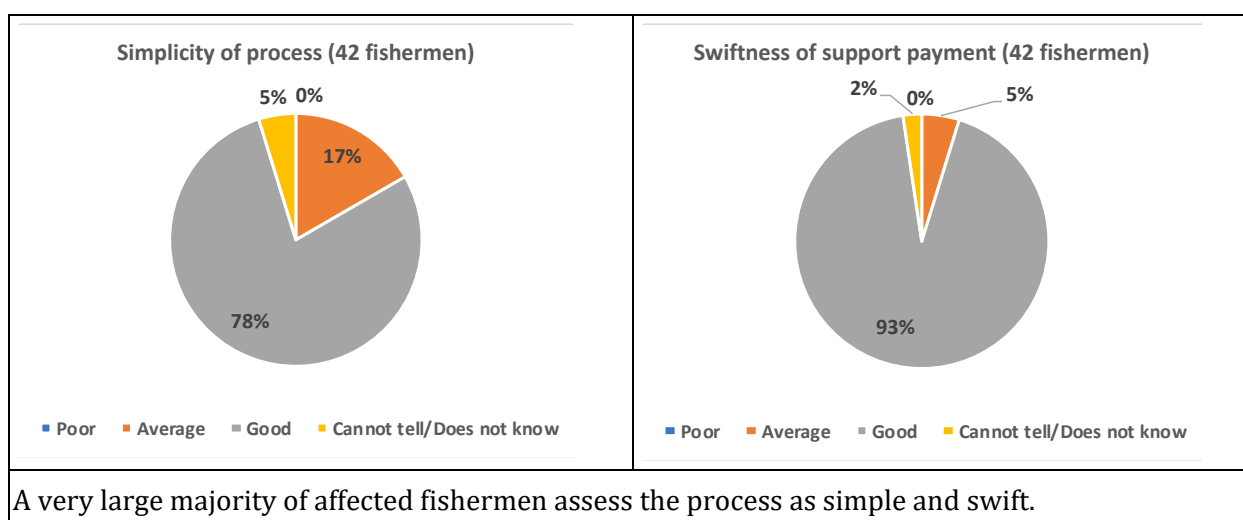 Simplicity of process (42 fishermen)
5% 0%
17%
78%
Poor Average Good Cannot tell/Does not know
Swiftness of support payment (42 fishermen)
2% 0% 5%
93%
Poor Average Good Cannot tell/Does not know
A very large majority of affected fishermen assess the process as simple and swift.